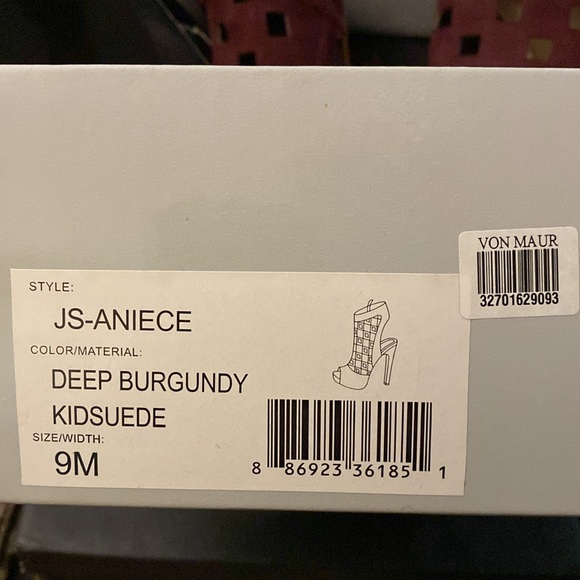 VON MAUR
32701629093
STYLE:
JS-ANIECE
COLOR/MATERIAL:
DEEP BURGUNDY
KIDSUEDE
SIZE/WIDTH:
9M
8 86923 36185 1